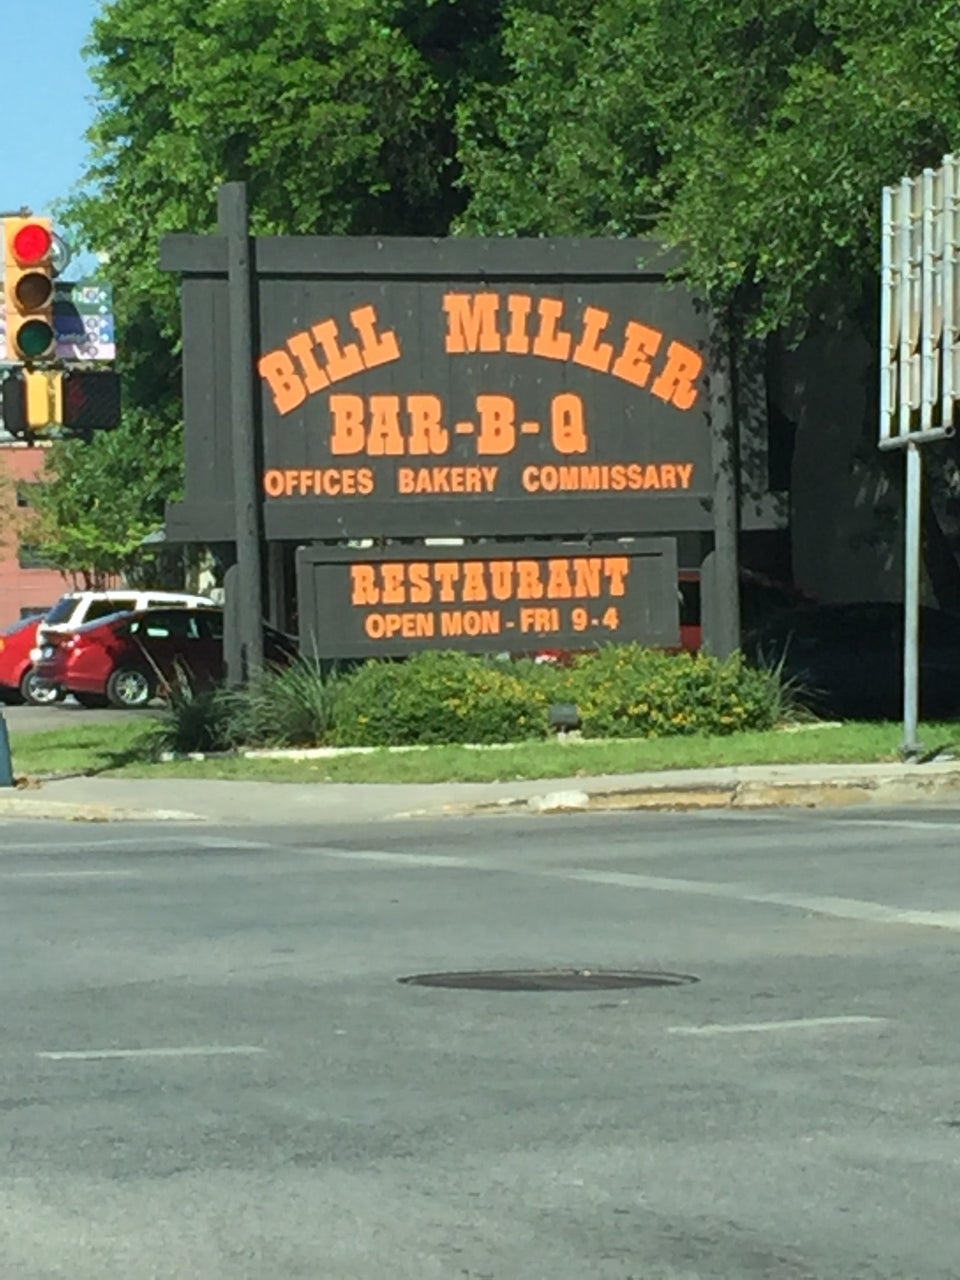 BILL MILLER
BAR-B-Q
OFFICES BAKERY COMMISSARY
RESTAURANT
OPEN MON - FRI 9-4